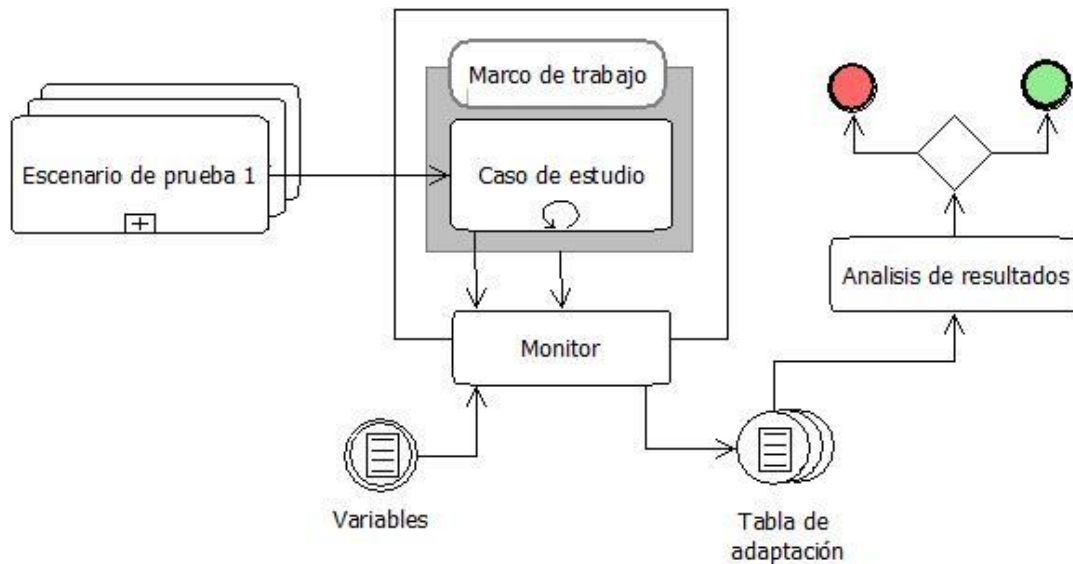 Marco de trabajo
Escenario de prueba 1
Caso de estudio
Analisis de resultados
Monitor
Variables
Tabla de
adaptación